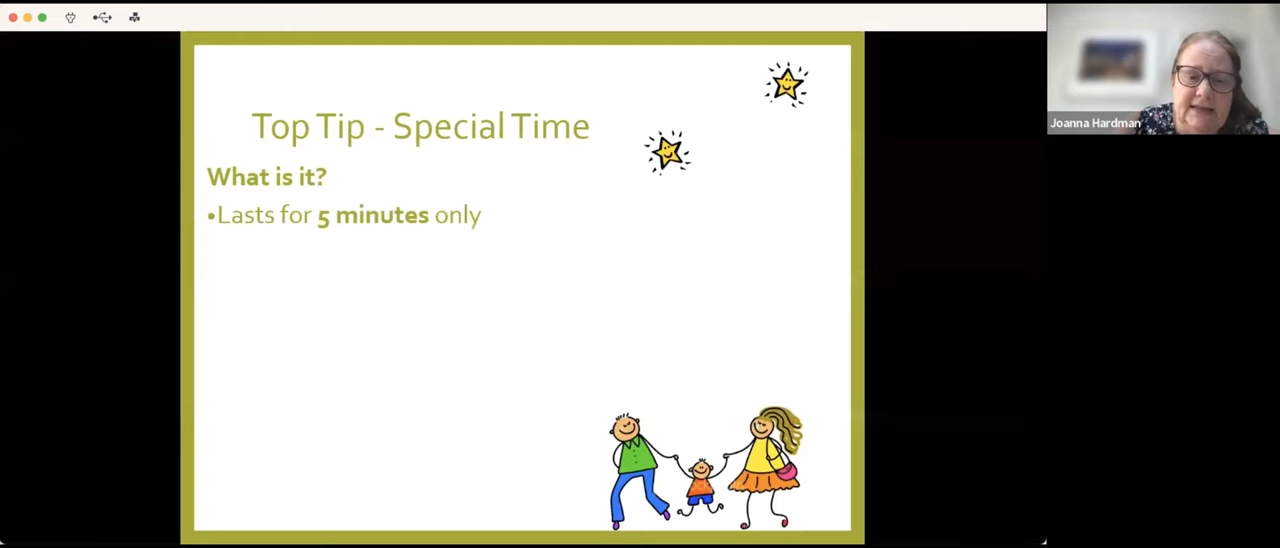 Top Tip - Special Time
What is it?
•Lasts for 5 minutes only
Joanna Hardman